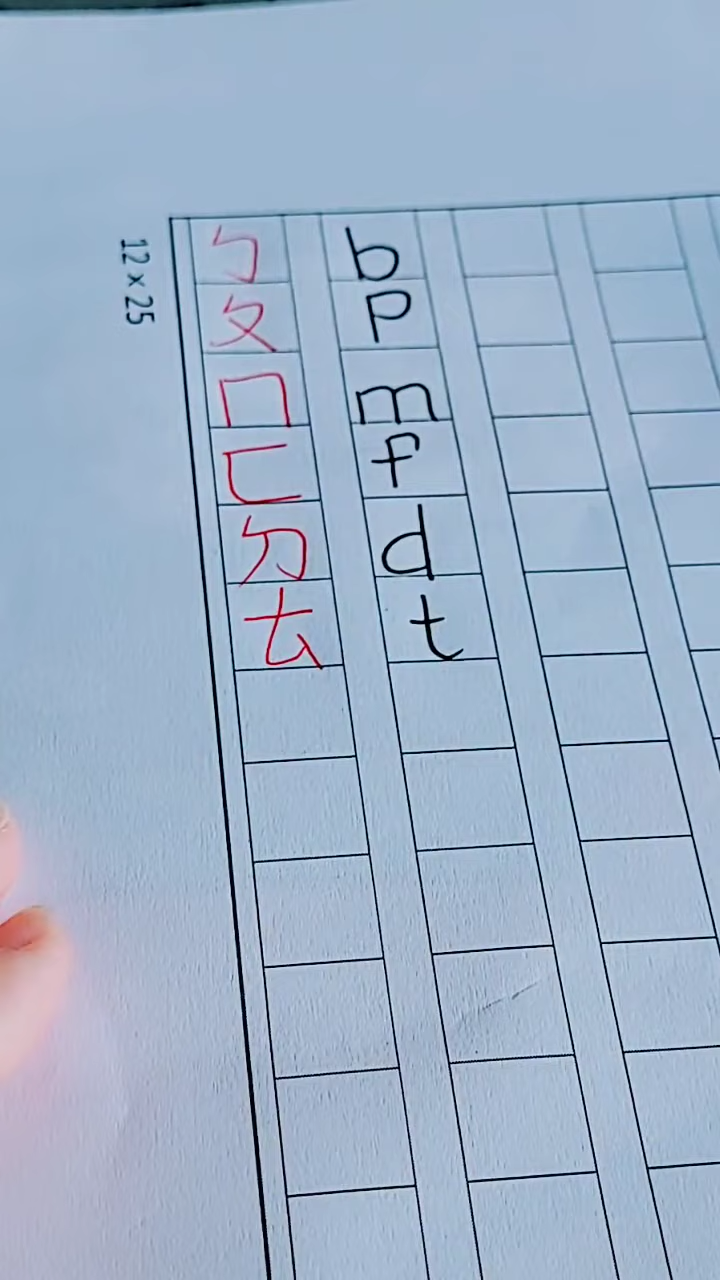 12 x 25
ㄅ b
ㄆ p
ㄇ m
ㄈ f
ㄉ d
ㄊ t